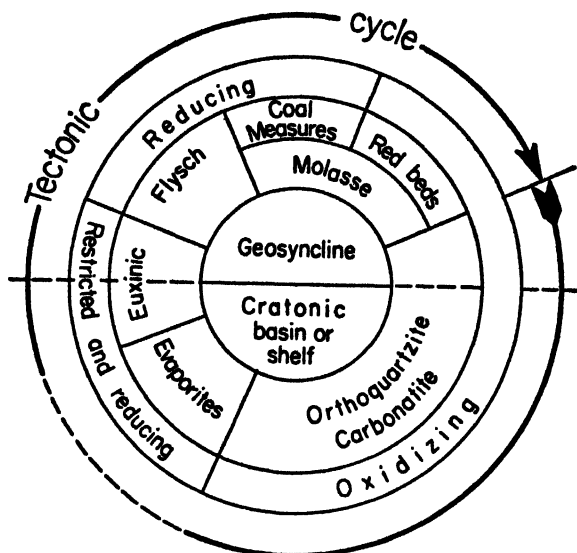 Tectonic cycle
Reducing
Coal
Measures
Red beds
Flysch
Molasse
Geosyncline
Restricted and reducing
Euxinic
Cratonic
basin or
shelf
Evaporites
Orthoquartzite
Carbonatite
Oxidizing